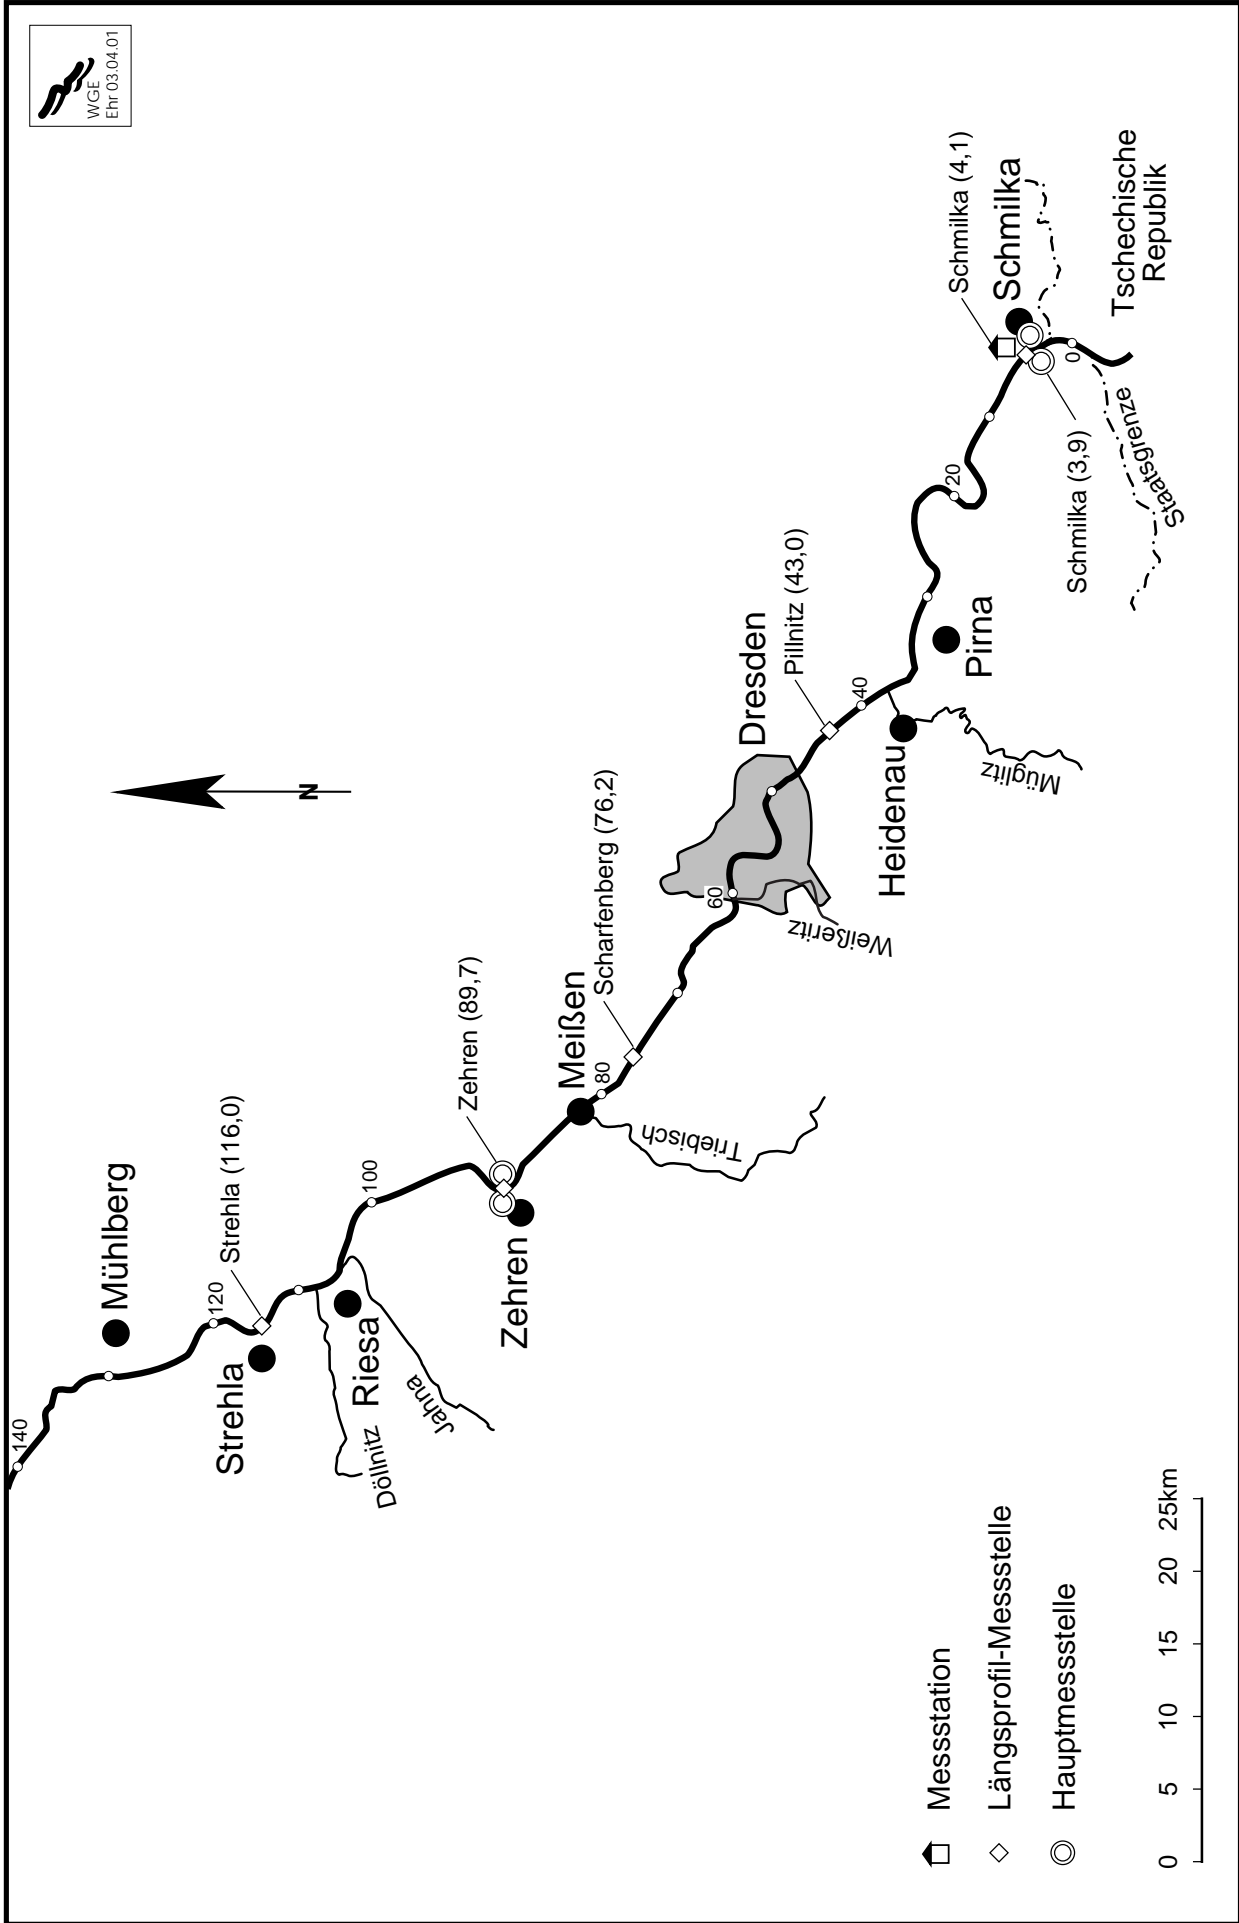 WGE
Ehr 03.04.01
N
140
Mühlberg
120
Strehla (116,0)
Strehla
Riesa
Döllnitz
Jahna
100
Zehren (89,7)
Zehren
Meißen
80
Triebisch
Scharfenberg (76,2)
60
Weißeritz
Dresden
Pillnitz (43,0)
40
Heidenau
Müglitz
Pirna
20
Schmilka (4,1)
Schmilka
Schmilka (3,9)
0
Staatsgrenze
Tschechische
Republik
Messstation
Längsprofil-Messstelle
Hauptmessstelle
0 5 10 15 20 25km